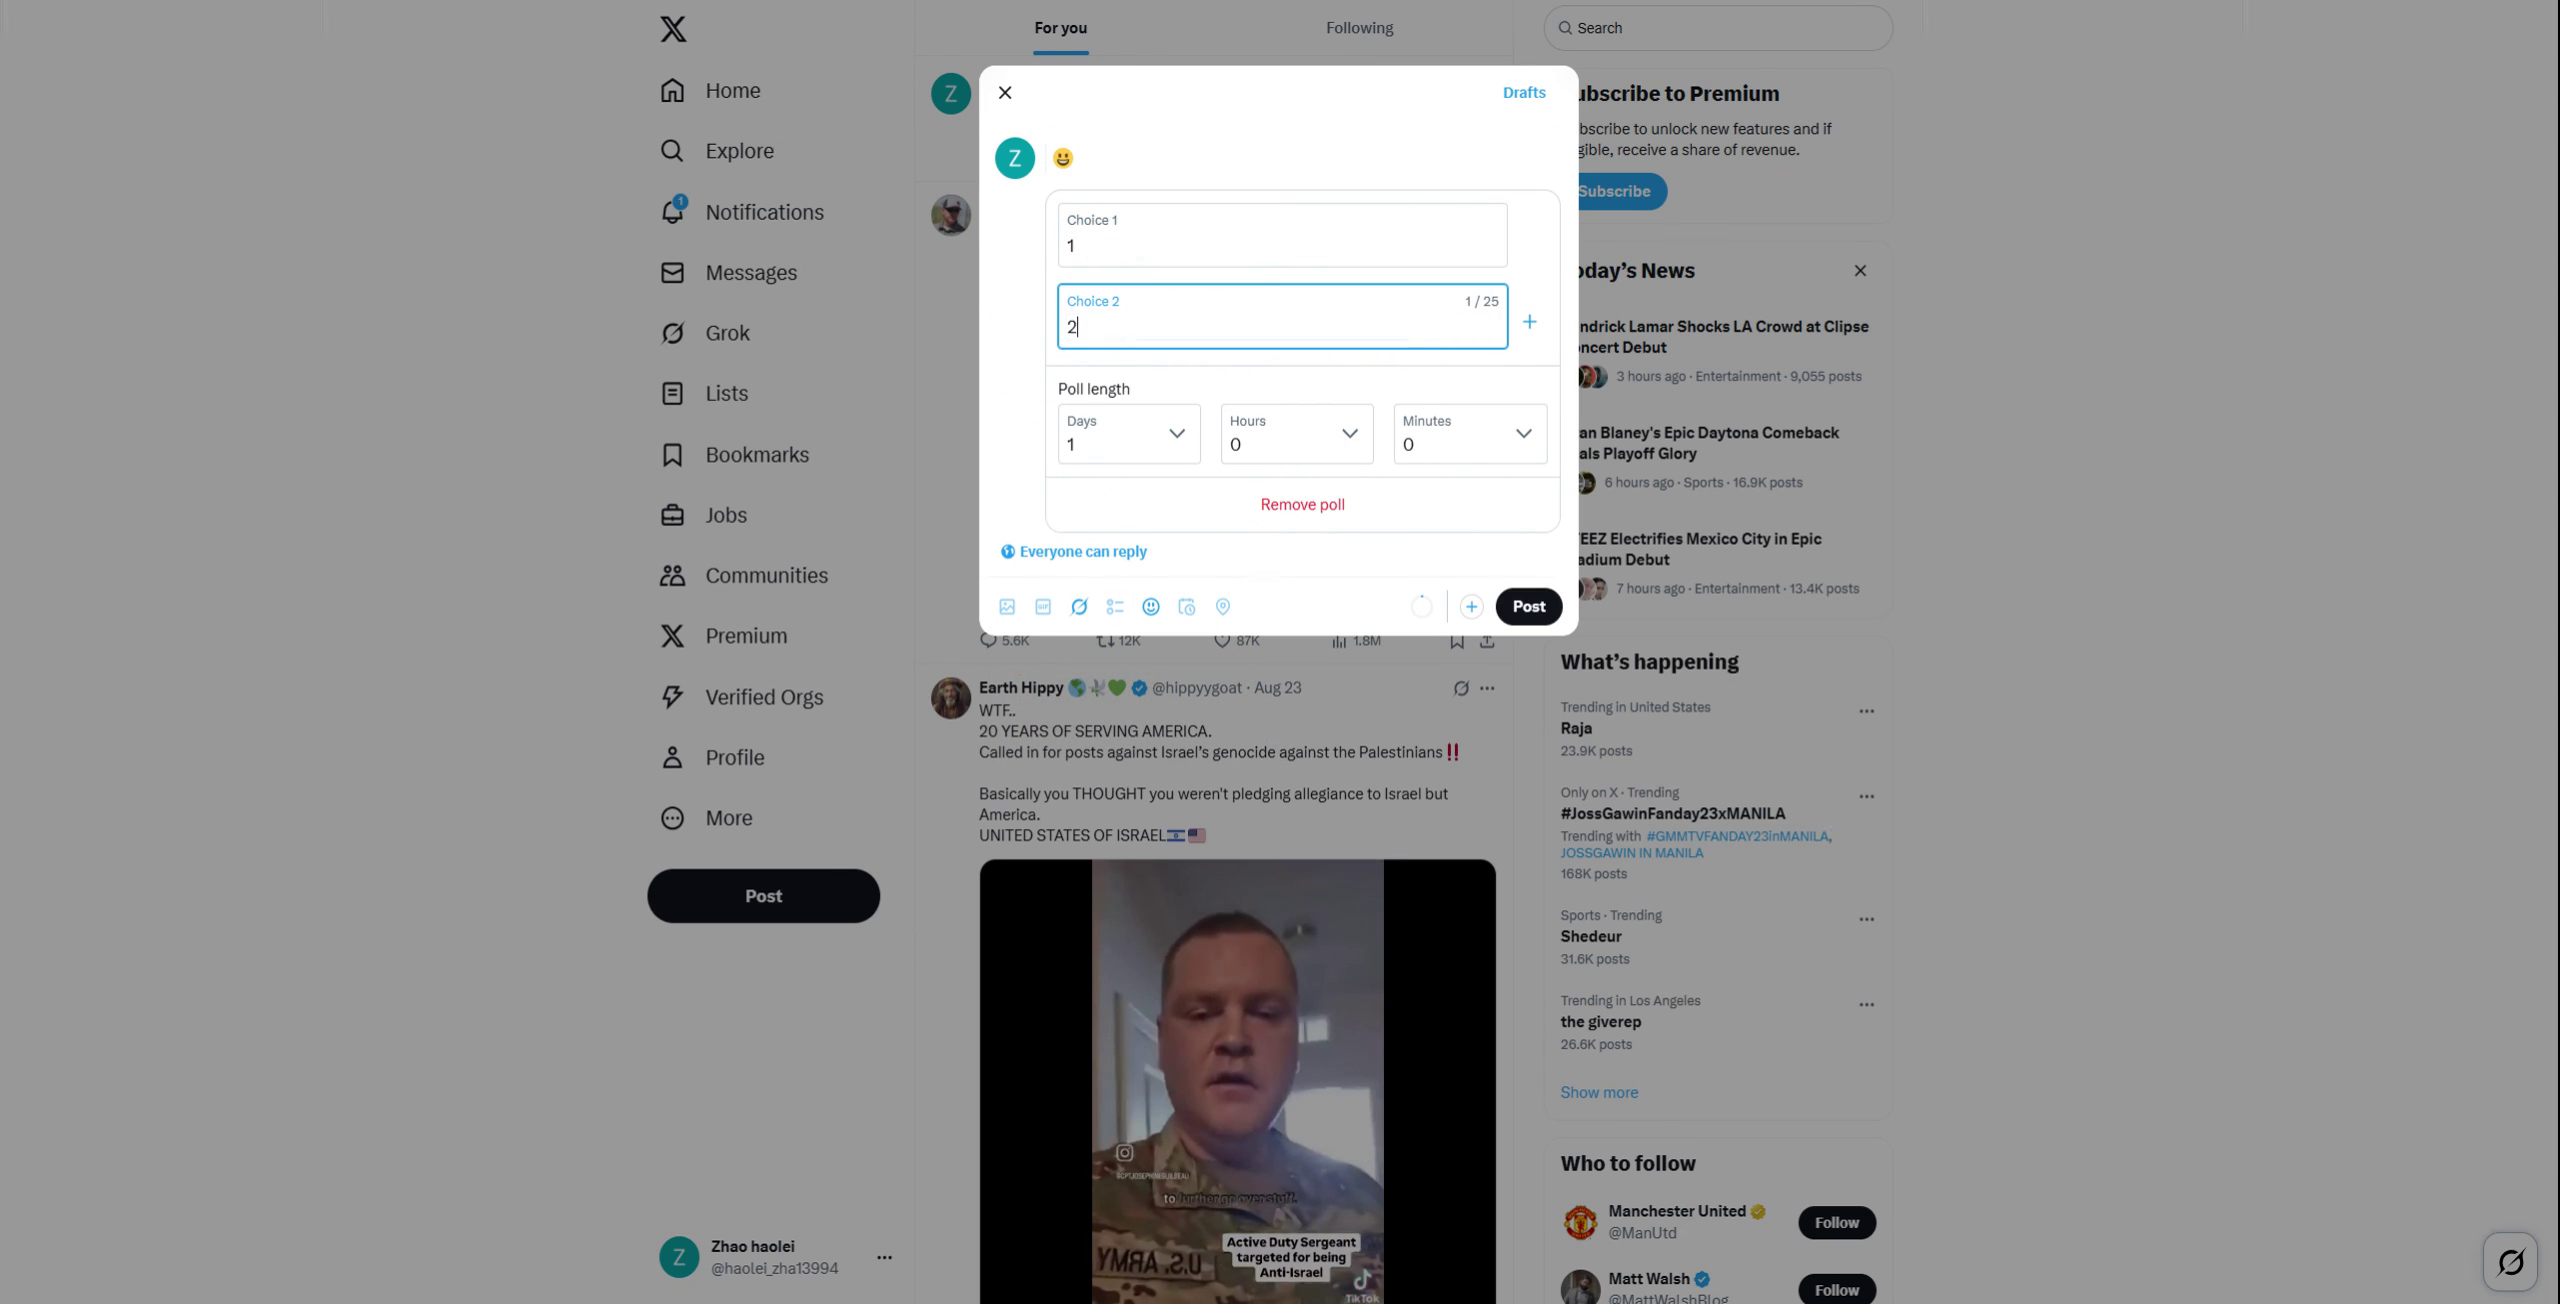 For you
Following
Search
Home
Explore
1
Notifications
Messages
Grok
Lists
Bookmarks
Jobs
Communities
Premium
Verified Orgs
Profile
More
Post
Z
Zhao haolei
@haolei_zha13994
Z
Drafts
Z
😀
Choice 1
1
Choice 2
1 / 25
2
Poll length
Days
1
Hours
0
Minutes
0
Remove poll
Everyone can reply
GIF
Post
5.6K 12K 87K 1.8M
Earth Hippy 🌎🕊💚 @hippyygoat · Aug 23
WTF..
20 YEARS OF SERVING AMERICA.
Called in for posts against Israel’s genocide against the Palestinians‼️
Basically you THOUGHT you weren't pledging allegiance to Israel but
America.
UNITED STATES OF ISRAEL🇮🇱🇺🇸
to further go over stuff.
U.S. ARMY
Active Duty Sergeant
targeted for being
Anti-Israel
TikTok
ubscribe to Premium
bscribe to unlock new features and if
gible, receive a share of revenue.
Subscribe
oday’s News
ndrick Lamar Shocks LA Crowd at Clipse
oncert Debut
3 hours ago · Entertainment · 9,055 posts
an Blaney's Epic Daytona Comeback
als Playoff Glory
6 hours ago · Sports · 16.9K posts
EEZ Electrifies Mexico City in Epic
adium Debut
7 hours ago · Entertainment · 13.4K posts
What’s happening
Trending in United States
Raja
23.9K posts
Only on X · Trending
#JossGawinFanday23xMANILA
Trending with #GMMTVFANDAY23inMANILA,
JOSSGAWIN IN MANILA
168K posts
Sports · Trending
Shedeur
31.6K posts
Trending in Los Angeles
the giverep
26.6K posts
Show more
Who to follow
Manchester United
@ManUtd
Follow
Matt Walsh
@MattWalshBlog
Follow